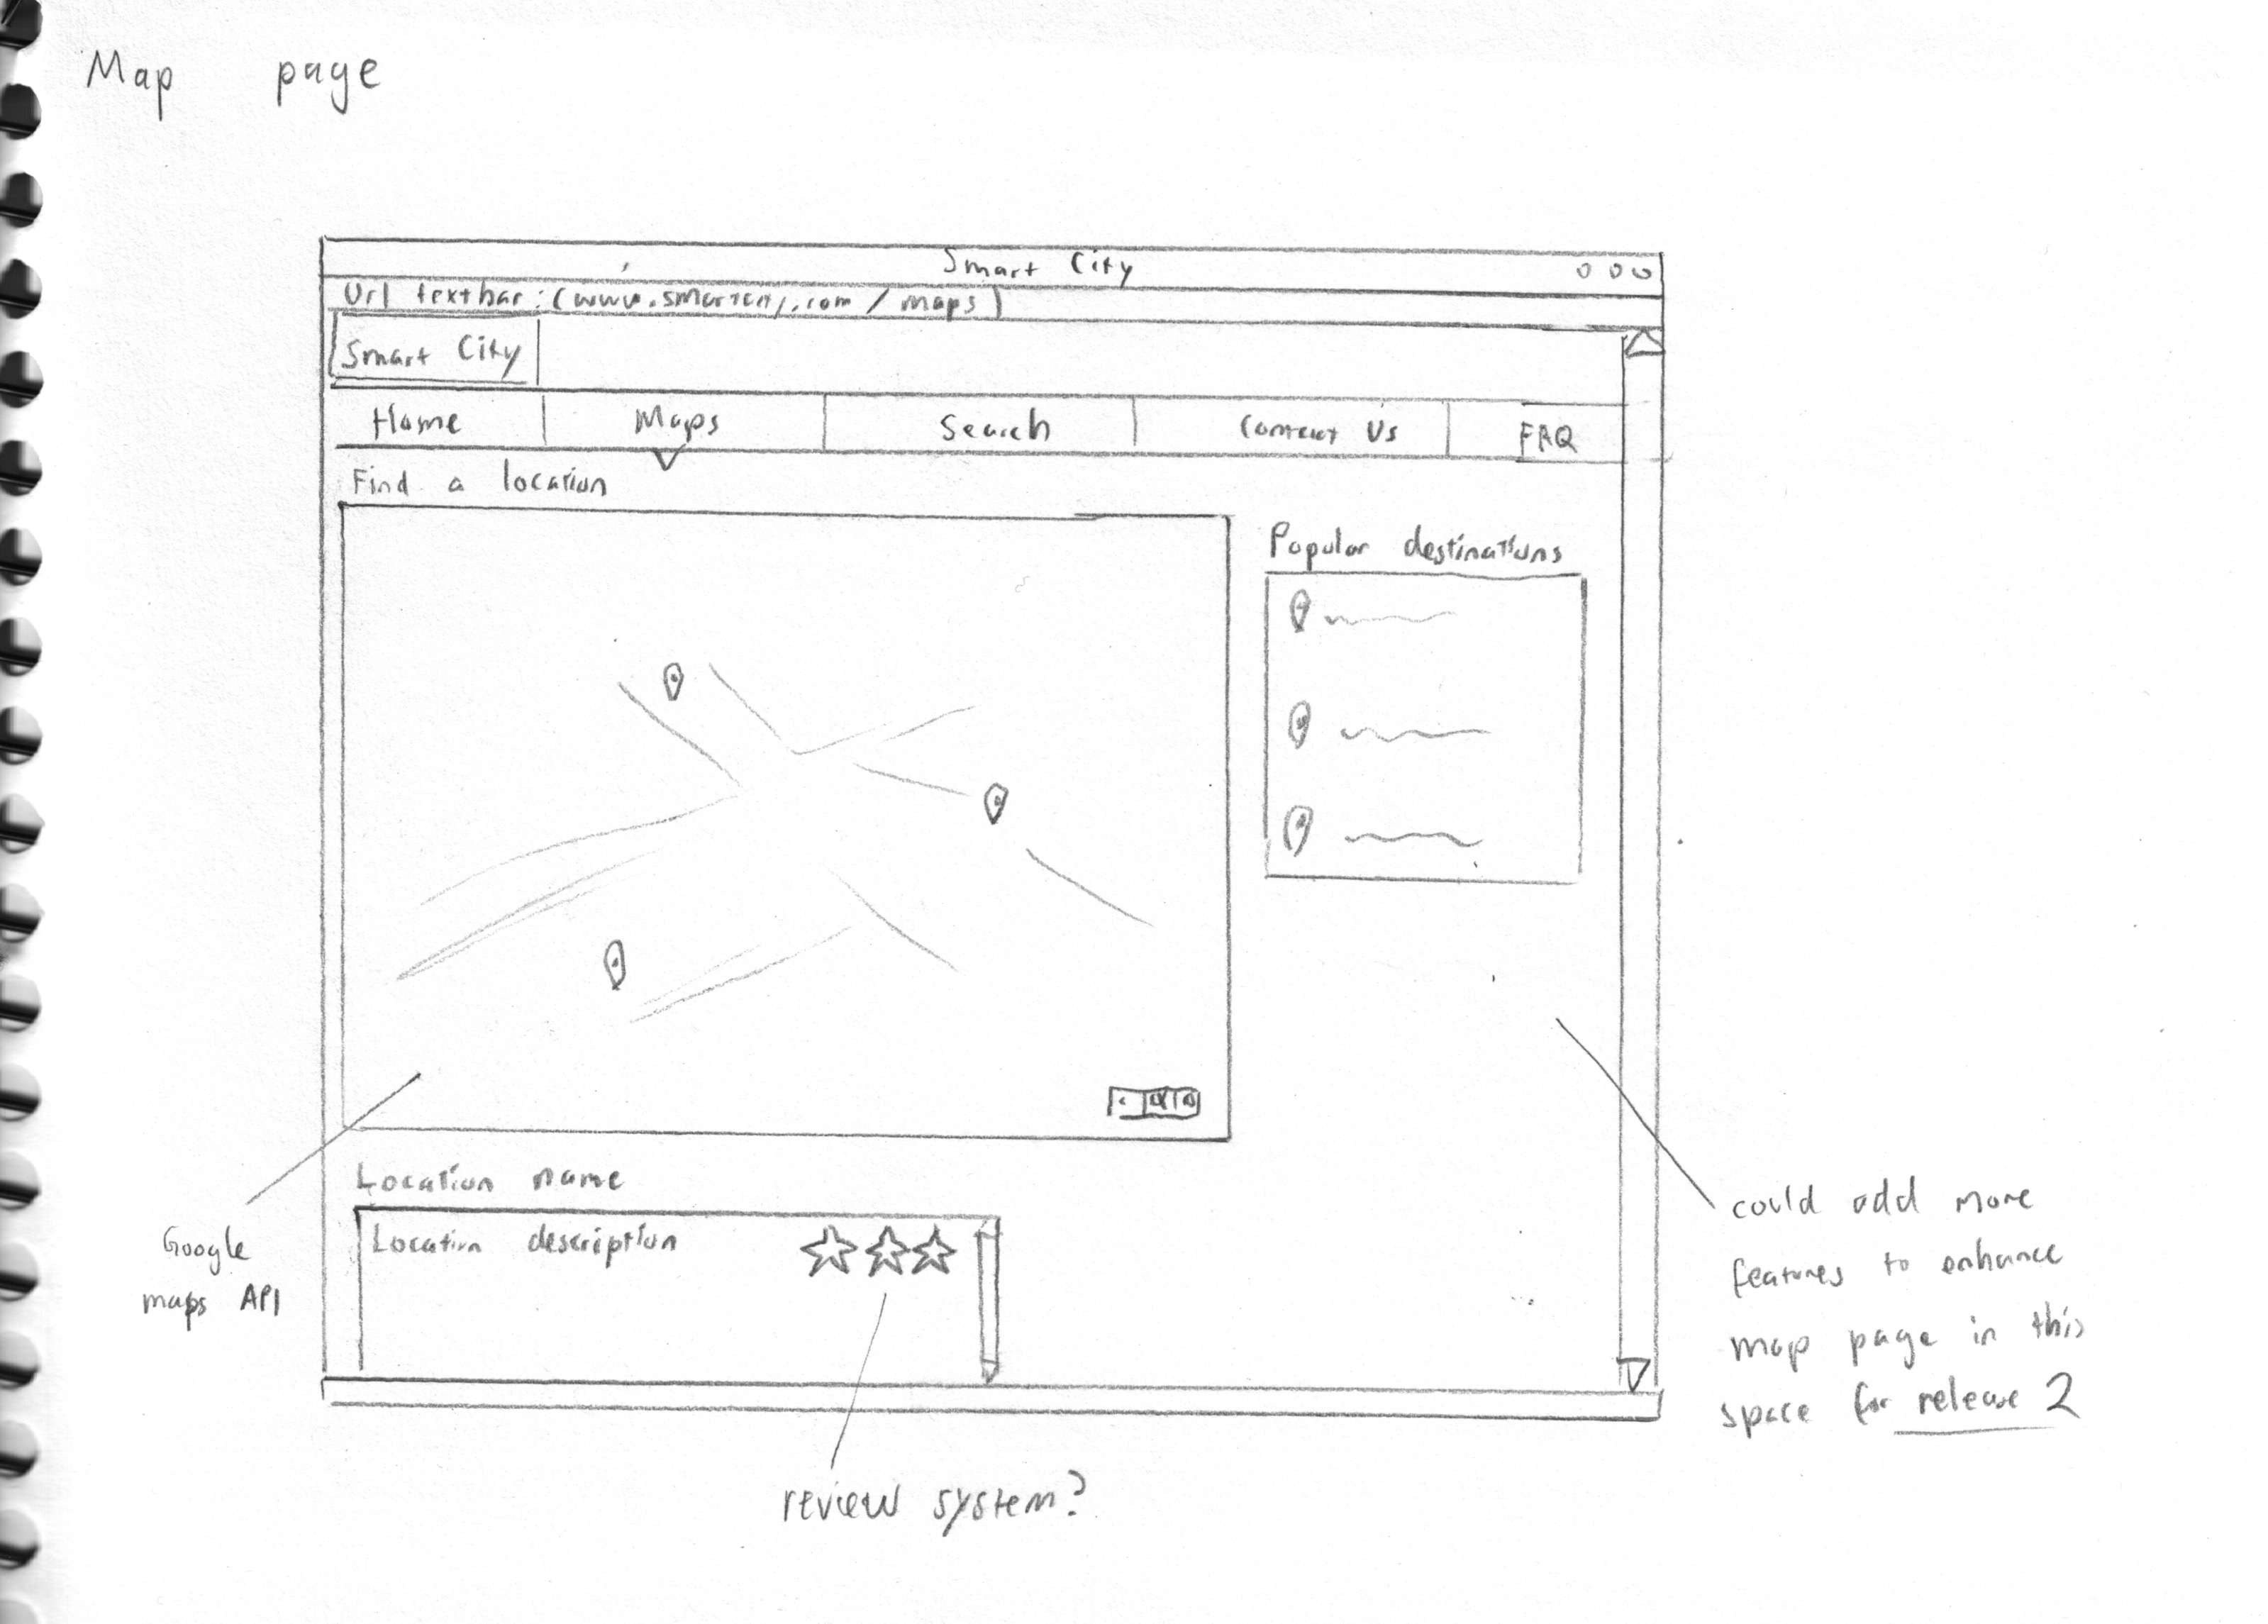 Map page
Smart City
Url textbar: (www.smartcity.com / maps)
Smart City
Home Maps Search Contact Us FAQ
Find a location
Popular destinations
Location name
Location description
Google
maps API
review system?
could add more
features to enhance
map page in this
space for release 2